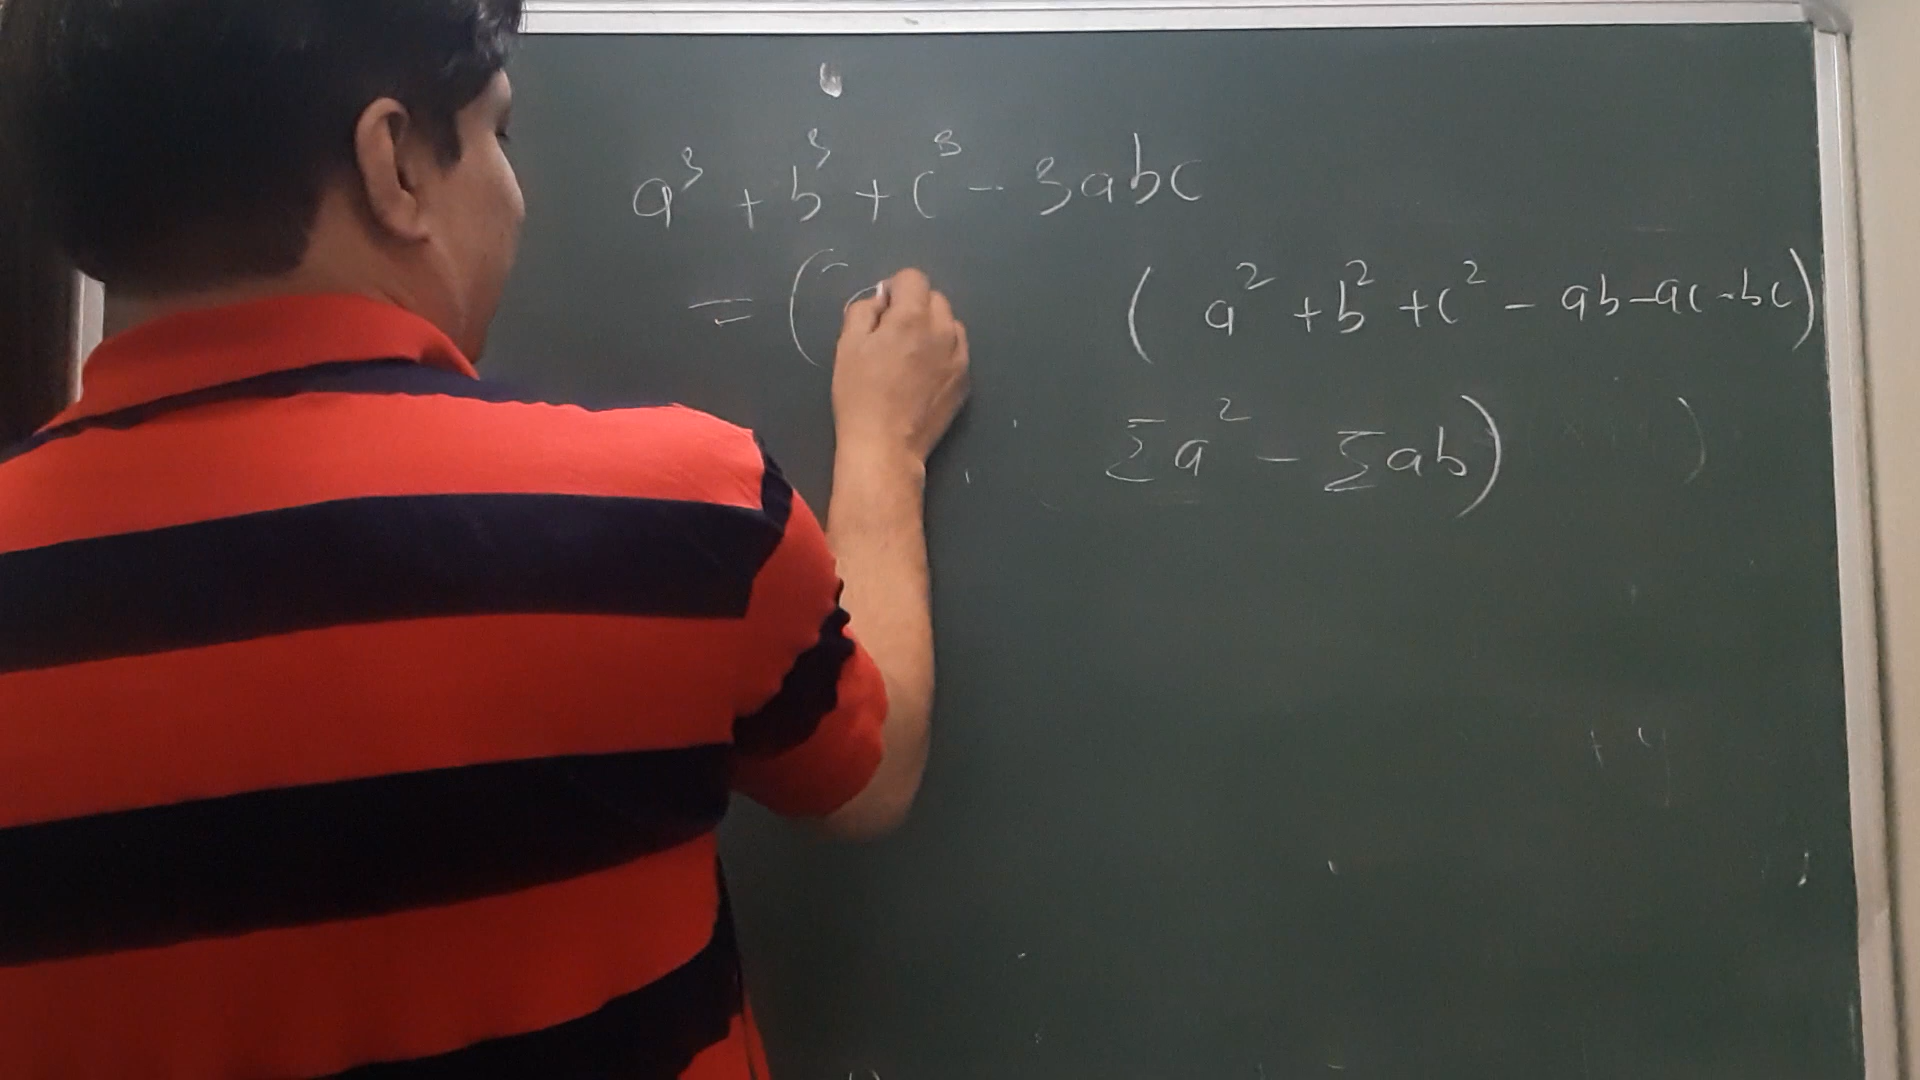 a³ + b³ + c³ - 3abc
= ( a² + b² + c² - ab - ac - bc )
Σa² - Σab )